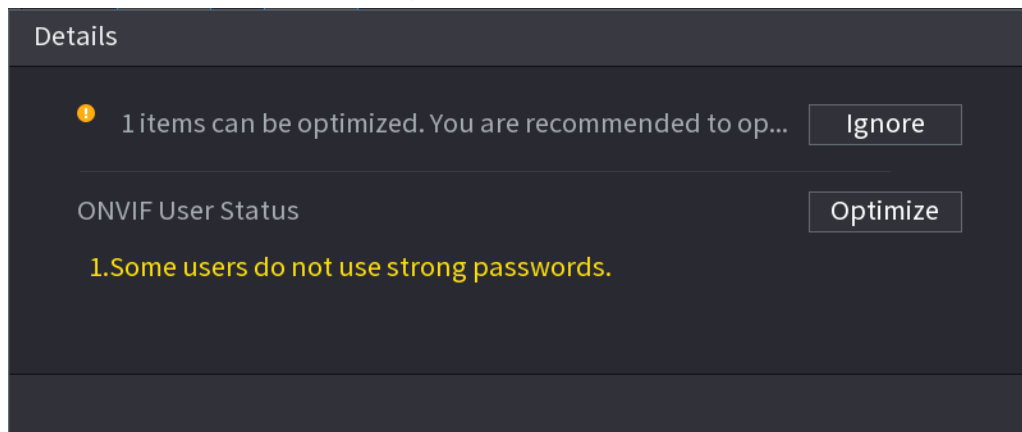 Details
1 items can be optimized. You are recommended to op...
Ignore
ONVIF User Status
Optimize
1.Some users do not use strong passwords.